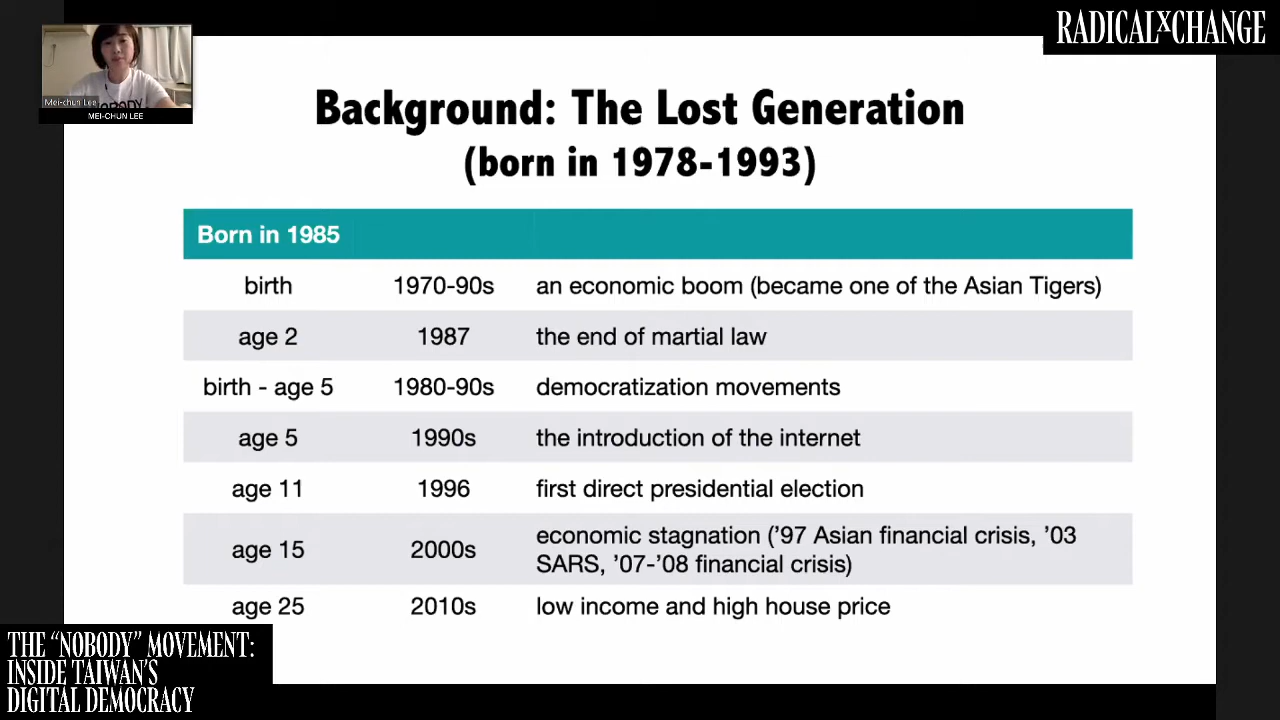 RADICALxCHANGE
Mei-chun Lee
MEI-CHUN LEE
Background: The Lost Generation
(born in 1978-1993)
Born in 1985
birth 1970-90s an economic boom (became one of the Asian Tigers)
age 2 1987 the end of martial law
birth - age 5 1980-90s democratization movements
age 5 1990s the introduction of the internet
age 11 1996 first direct presidential election
age 15 2000s economic stagnation (’97 Asian financial crisis, ’03
SARS, ’07-’08 financial crisis)
age 25 2010s low income and high house price
THE “NOBODY” MOVEMENT:
INSIDE TAIWAN’S
DIGITAL DEMOCRACY